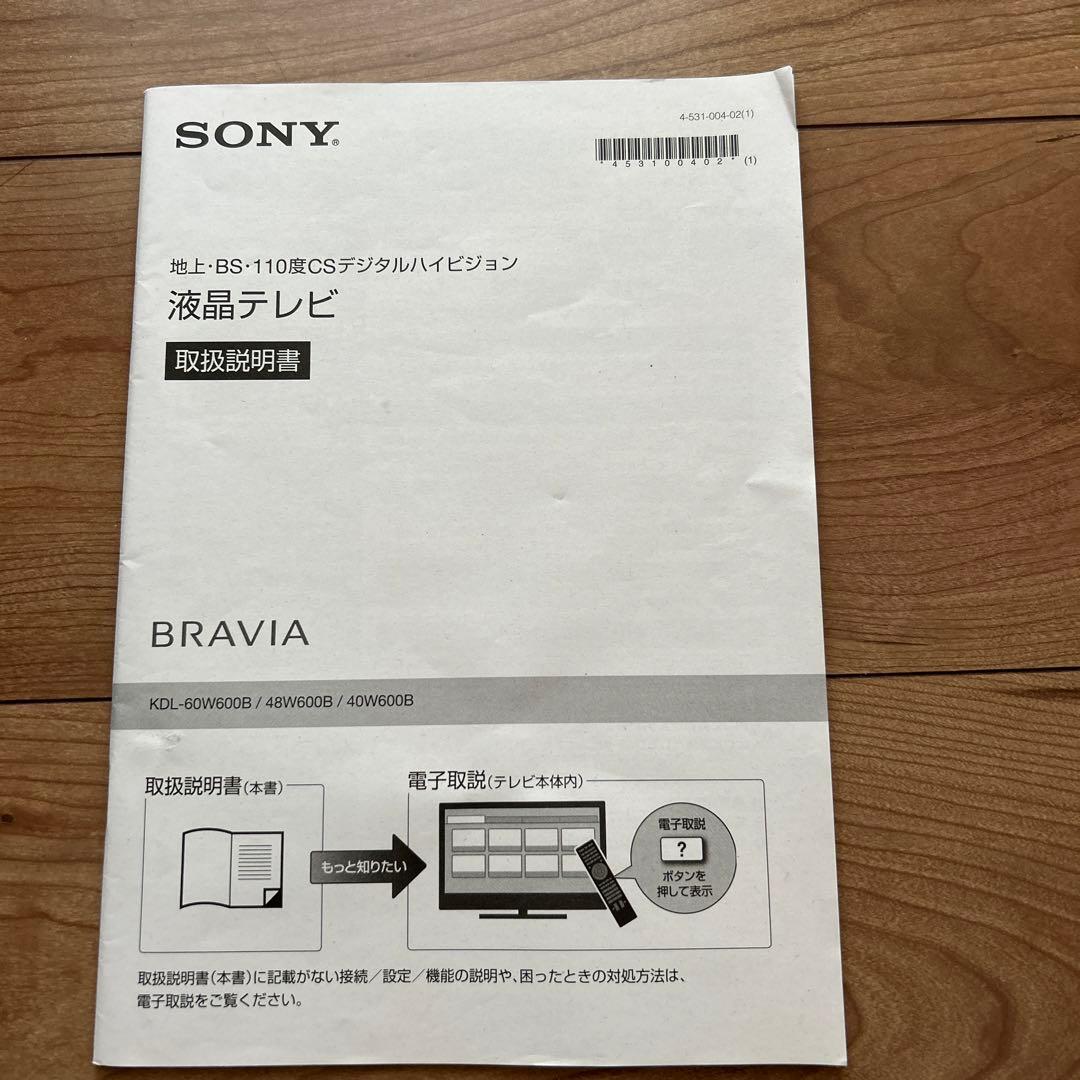 SONY®
4-531-004-02(1)
*453100402* (1)
地上・BS・110度CSデジタルハイビジョン
液晶テレビ
取扱説明書
BRAVIA
KDL-60W600B / 48W600B / 40W600B
取扱説明書（本書）
もっと知りたい
電子取説（テレビ本体内）
電子取説
?
ボタンを
押して表示
取扱説明書（本書）に記載がない接続／設定／機能の説明や、困ったときの対処方法は、
電子取説をご覧ください。